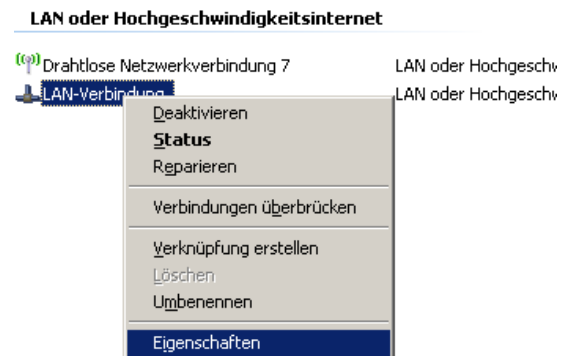 LAN oder Hochgeschwindigkeitsinternet
Drahtlose Netzwerkverbindung 7 LAN oder Hochgeschw
LAN-Verbindung LAN oder Hochgeschw
Deaktivieren
Status
Reparieren
Verbindungen überbrücken
Verknüpfung erstellen
Löschen
Umbenennen
Eigenschaften